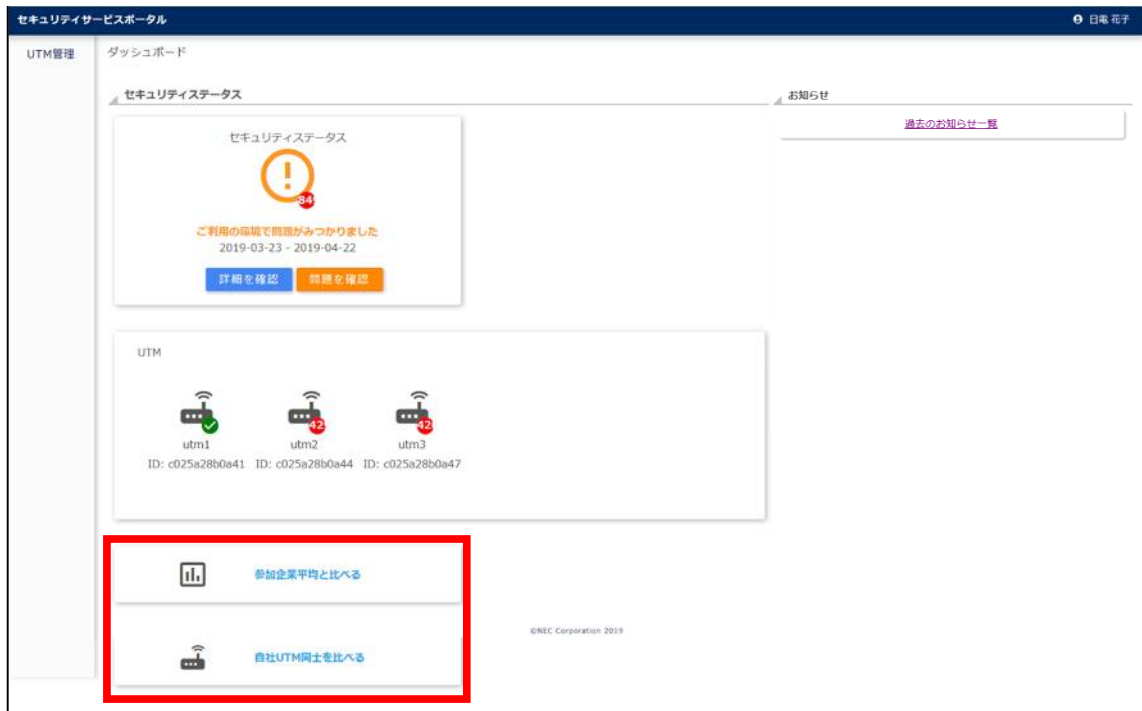 セキュリティサービスポータル
日電 花子
UTM管理
ダッシュボード
セキュリティステータス
お知らせ
過去のお知らせ一覧
セキュリティステータス
84
ご利用の環境で問題がみつかりました
2019-03-23 - 2019-04-22
詳細を確認
問題を確認
UTM
42
42
utm1
utm2
utm3
ID: c025a28b0a41
ID: c025a28b0a44
ID: c025a28b0a47
参加企業平均と比べる
©NEC Corporation 2019
自社UTM同士を比べる